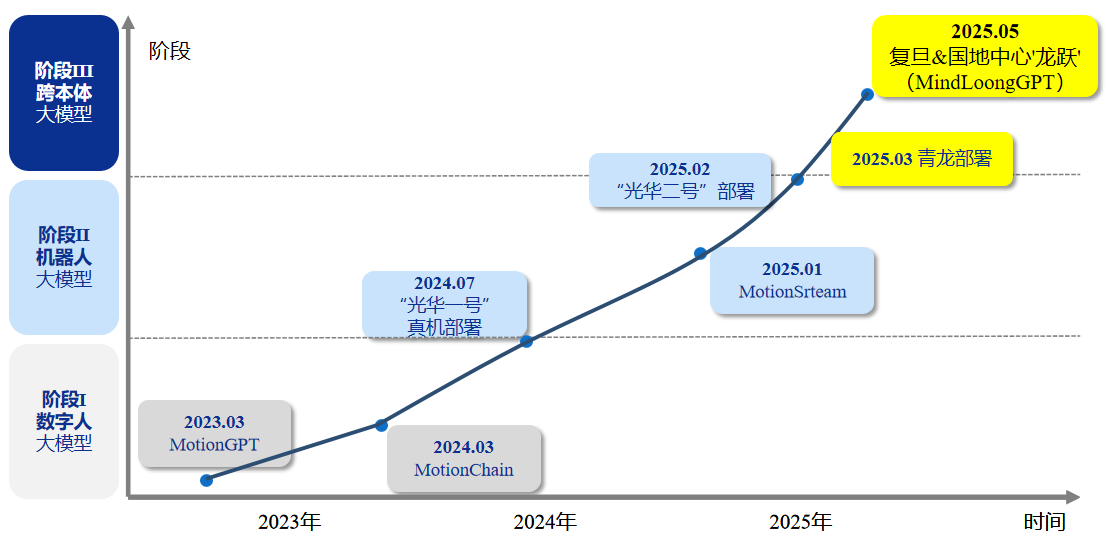 阶段
阶段III
跨本体
大模型
阶段II
机器人
大模型
阶段I
数字人
大模型
2023.03
MotionGPT
2024.03
MotionChain
2024.07
“光华一号”
真机部署
2025.01
MotionSrteam
2025.02
“光华二号”部署
2025.03 青龙部署
2025.05
复旦&国地中心'龙跃'
（MindLoongGPT）
2023年
2024年
2025年
时间